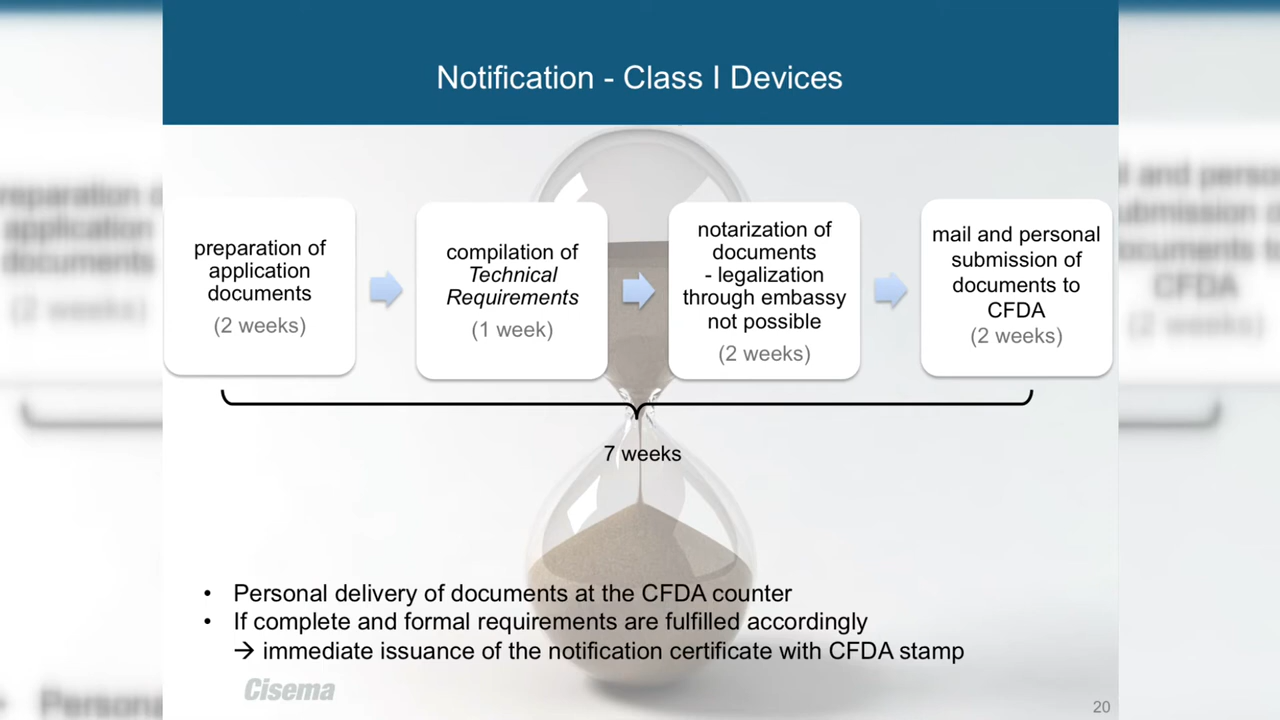 Notification - Class I Devices
preparation of
application
documents
(2 weeks)
compilation of
Technical
Requirements
(1 week)
notarization of
documents
- legalization
through embassy
not possible
(2 weeks)
mail and personal
submission of
documents to
CFDA
(2 weeks)
7 weeks
• Personal delivery of documents at the CFDA counter
• If complete and formal requirements are fulfilled accordingly
→ immediate issuance of the notification certificate with CFDA stamp
Cisema
20